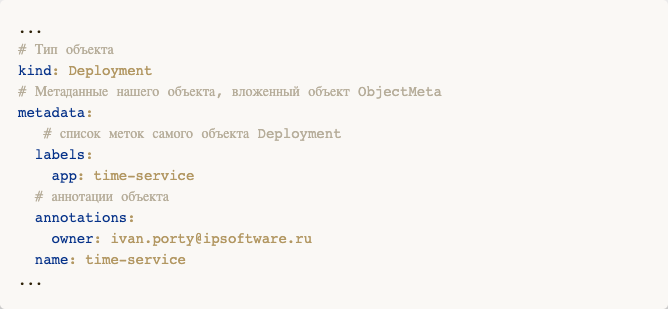 ...
# Тип объекта
kind: Deployment
# Метаданные нашего объекта, вложенный объект ObjectMeta
metadata:
   # список меток самого объекта Deployment
  labels:
    app: time-service
  # аннотации объекта
  annotations:
    owner: ivan.porty@ipsoftware.ru
  name: time-service
...